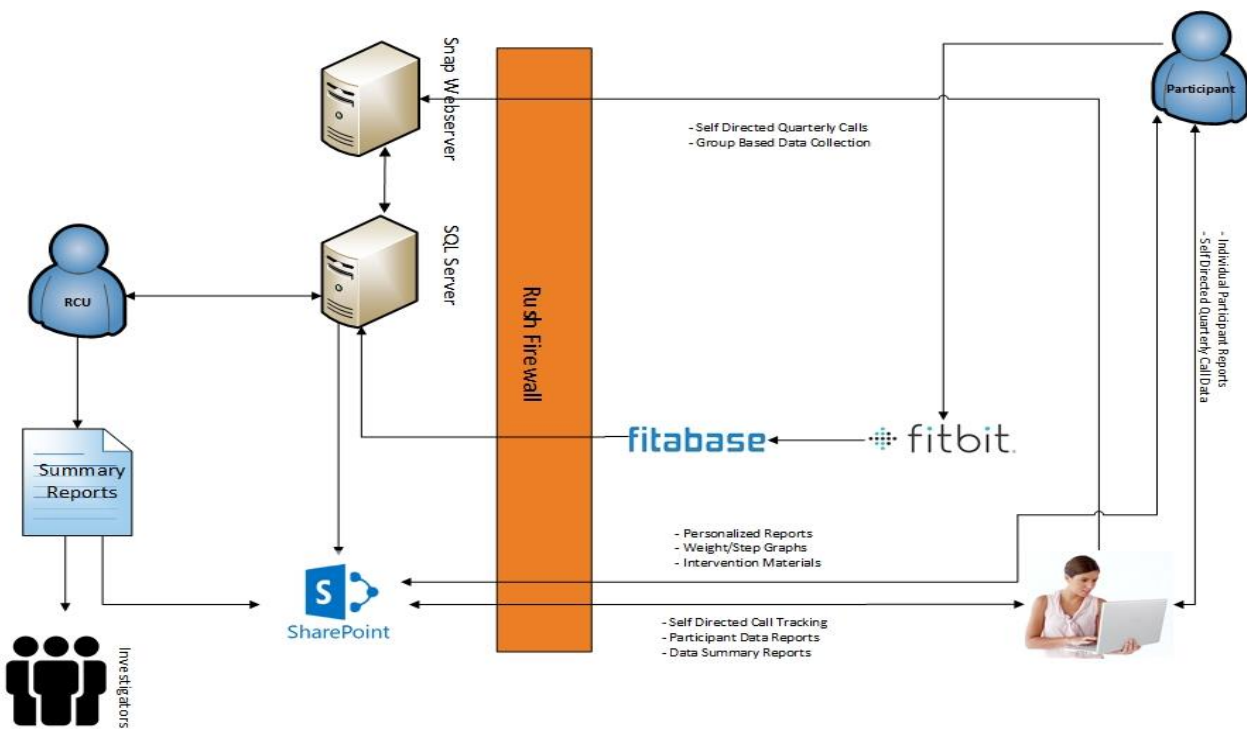 Snap Webserver
Participant
- Self Directed Quarterly Calls
- Group Based Data Collection
SQL Server
RCU
Rush Firewall
- Individual Participant Reports
- Self Directed Quarterly Call Data
fitabase
fitbit.
Summary
Reports
- Personalized Reports
- Weight/Step Graphs
- Intervention Materials
S
SharePoint
- Self Directed Call Tracking
- Participant Data Reports
- Data Summary Reports
Investigators